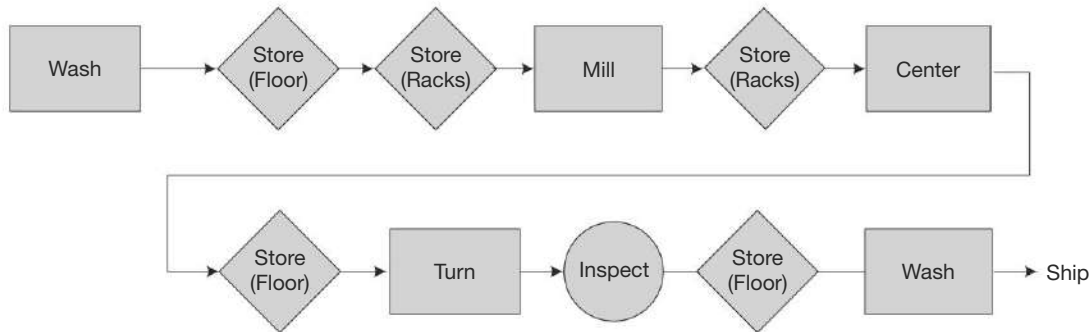 Wash
Store
(Floor)
Store
(Racks)
Mill
Store
(Racks)
Center
Store
(Floor)
Turn
Inspect
Store
(Floor)
Wash
Ship